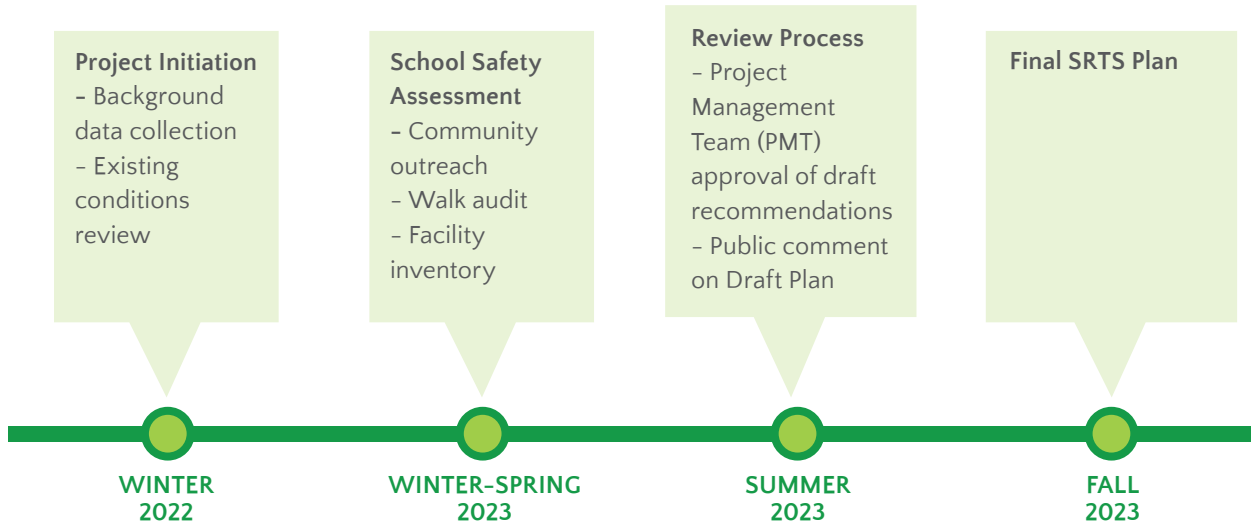 Project Initiation
- Background
data collection
- Existing
conditions
review
School Safety
Assessment
- Community
outreach
- Walk audit
- Facility
inventory
Review Process
- Project
Management
Team (PMT)
approval of draft
recommendations
- Public comment
on Draft Plan
Final SRTS Plan
WINTER
2022
WINTER-SPRING
2023
SUMMER
2023
FALL
2023